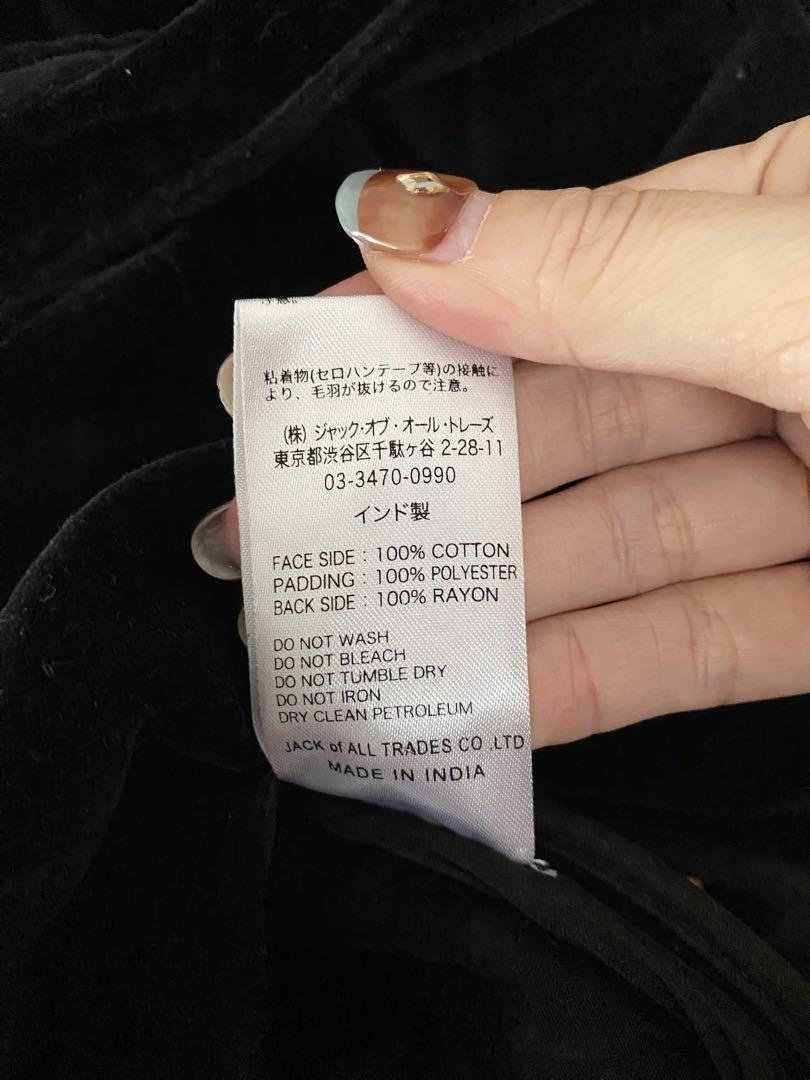 粘着物(セロハンテープ等)の接触に
より、毛羽が抜けるので注意。
(株) ジャック・オブ・オール・トレーズ
東京都渋谷区千駄ヶ谷 2-28-11
03-3470-0990
インド製
FACE SIDE : 100% COTTON
PADDING : 100% POLYESTER
BACK SIDE : 100% RAYON
DO NOT WASH
DO NOT BLEACH
DO NOT TUMBLE DRY
DO NOT IRON
DRY CLEAN PETROLEUM
JACK of ALL TRADES CO .LTD
MADE IN INDIA